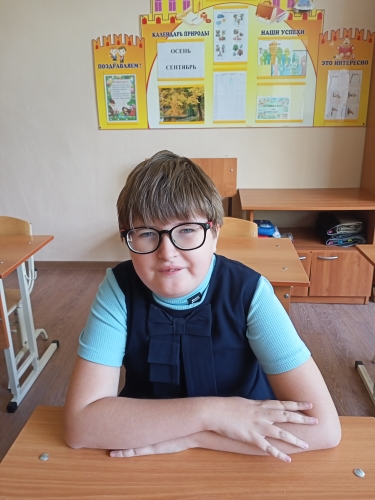 КАЛЕНДАРЬ ПРИРОДЫ
НАШИ УСПЕХИ
ПОЗДРАВЛЯЕМ!
ЭТО ИНТЕРЕСНО
ОСЕНЬ
СЕНТЯБРЬ